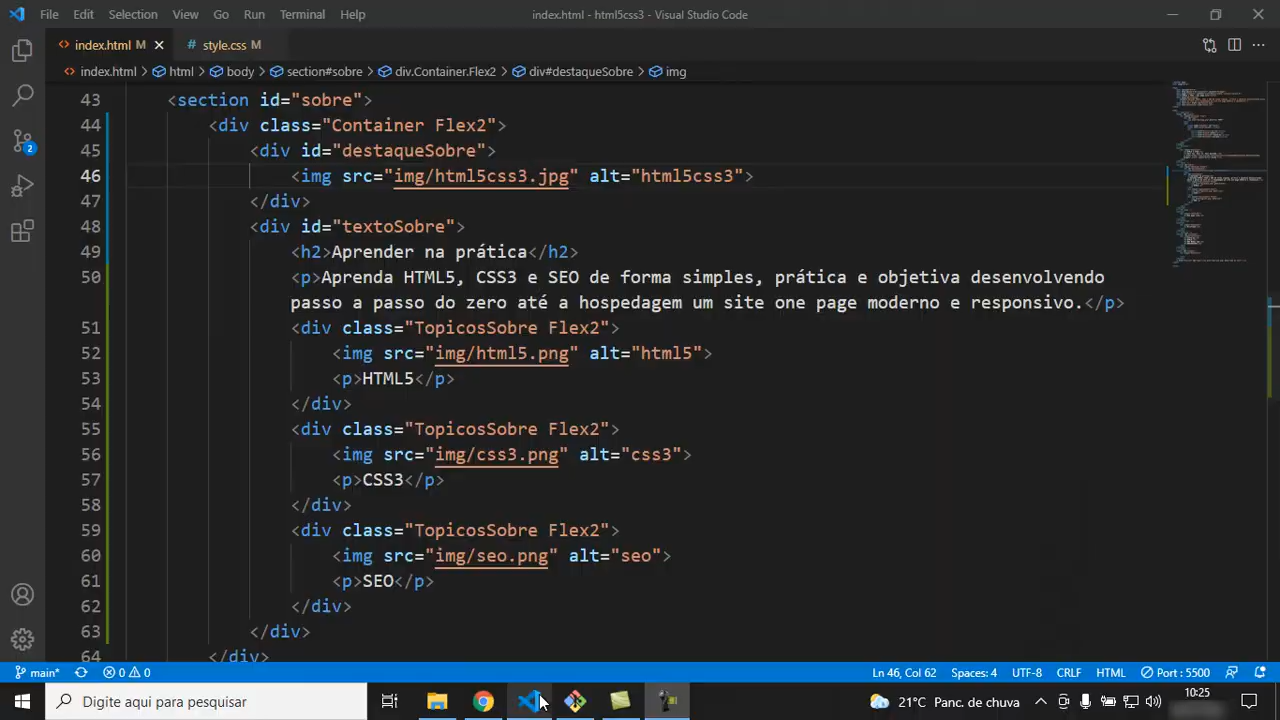 File Edit Selection View Go Run Terminal Help index.html - html5css3 - Visual Studio Code
index.html M style.css M
index.html > html > body > section#sobre > div.Container.Flex2 > div#destaqueSobre > img
43 <section id="sobre">
44 <div class="Container Flex2">
45 <div id="destaqueSobre">
46 <img src="img/html5css3.jpg" alt="html5css3">
47 </div>
48 <div id="textoSobre">
49 <h2>Aprender na prática</h2>
50 <p>Aprenda HTML5, CSS3 e SEO de forma simples, prática e objetiva desenvolvendo
passo a passo do zero até a hospedagem um site one page moderno e responsivo.</p>
51 <div class="TopicosSobre Flex2">
52 <img src="img/html5.png" alt="html5">
53 <p>HTML5</p>
54 </div>
55 <div class="TopicosSobre Flex2">
56 <img src="img/css3.png" alt="css3">
57 <p>CSS3</p>
58 </div>
59 <div class="TopicosSobre Flex2">
60 <img src="img/seo.png" alt="seo">
61 <p>SEO</p>
62 </div>
63 </div>
64 </div>
2
main* 0 0 Ln 46, Col 62 Spaces: 4 UTF-8 CRLF HTML Port : 5500
Digite aqui para pesquisar 21°C Panc. de chuva 10:25